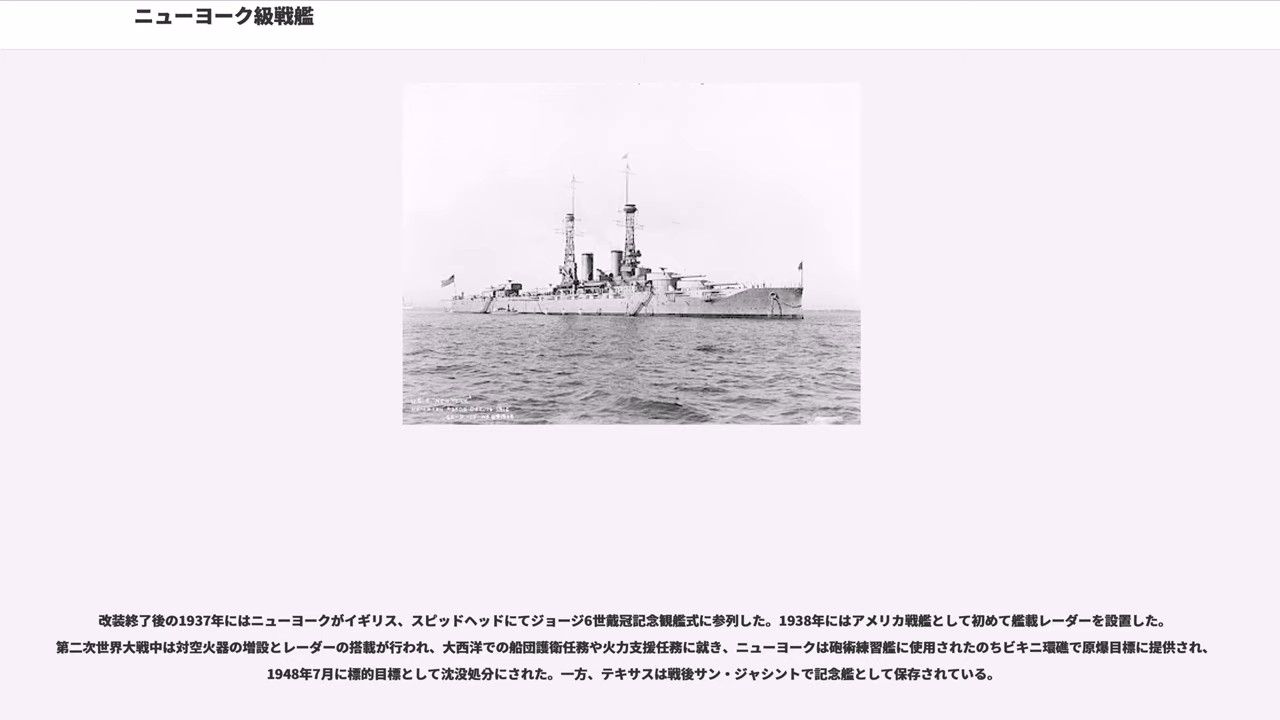 ニューヨーク級戦艦
改装終了後の1937年にはニューヨークがイギリス、スピッドヘッドにてジョージ6世戴冠記念観艦式に参列した。1938年にはアメリカ戦艦として初めて艦載レーダーを設置した。
第二次世界大戦中は対空火器の増設とレーダーの搭載が行われ、大西洋での船団護衛任務や火力支援任務に就き、ニューヨークは砲術練習艦に使用されたのちビキニ環礁で原爆目標に提供され、
1948年7月に標的目標として沈没処分にされた。一方、テキサスは戦後サン・ジャシントで記念艦として保存されている。